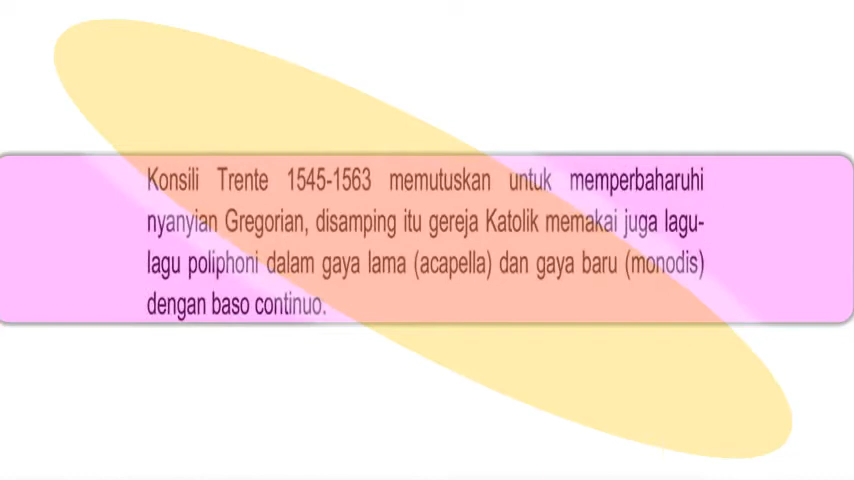 Konsili Trente 1545-1563 memutuskan untuk memperbaharuhi
nyanyian Gregorian, disamping itu gereja Katolik memakai juga lagu-
lagu poliphoni dalam gaya lama (acapella) dan gaya baru (monodis)
dengan baso continuo.